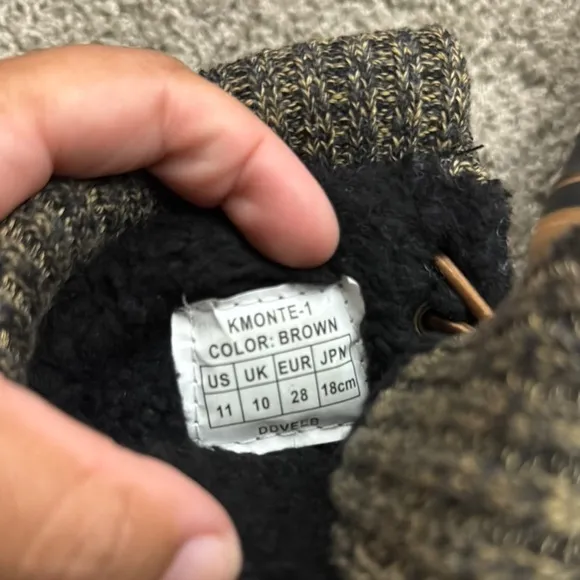 KMONTE-1
COLOR: BROWN
US UK EUR JPN
11 10 28 18cm